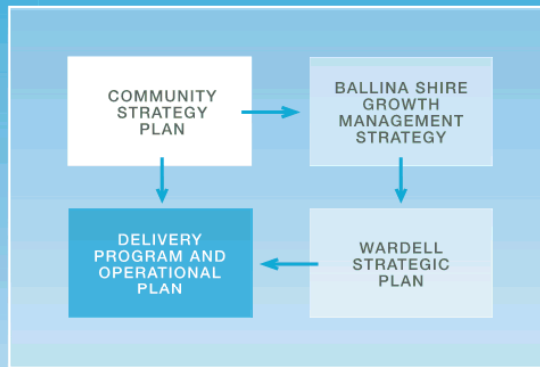 COMMUNITY
STRATEGY
PLAN
BALLINA SHIRE
GROWTH
MANAGEMENT
STRATEGY
DELIVERY
PROGRAM AND
OPERATIONAL
PLAN
WARDELL
STRATEGIC
PLAN